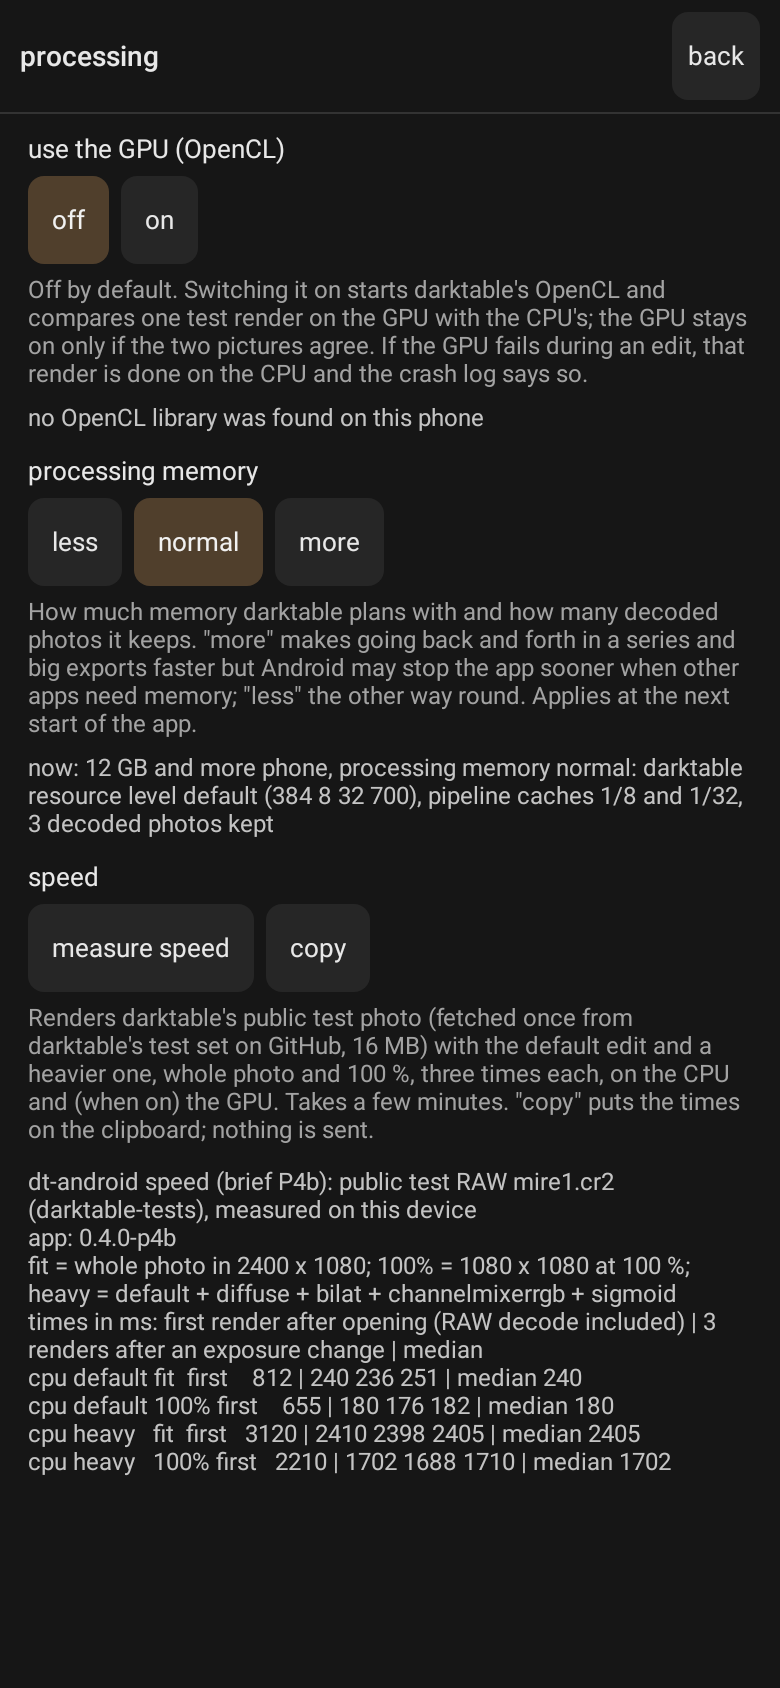 processing
back
use the GPU (OpenCL)
off
on
Off by default. Switching it on starts darktable's OpenCL and
compares one test render on the GPU with the CPU's; the GPU stays
on only if the two pictures agree. If the GPU fails during an edit, that
render is done on the CPU and the crash log says so.
no OpenCL library was found on this phone
processing memory
less
normal
more
How much memory darktable plans with and how many decoded
photos it keeps. "more" makes going back and forth in a series and
big exports faster but Android may stop the app sooner when other
apps need memory; "less" the other way round. Applies at the next
start of the app.
now: 12 GB and more phone, processing memory normal: darktable
resource level default (384 8 32 700), pipeline caches 1/8 and 1/32,
3 decoded photos kept
speed
measure speed
copy
Renders darktable's public test photo (fetched once from
darktable's test set on GitHub, 16 MB) with the default edit and a
heavier one, whole photo and 100 %, three times each, on the CPU
and (when on) the GPU. Takes a few minutes. "copy" puts the times
on the clipboard; nothing is sent.
dt-android speed (brief P4b): public test RAW mire1.cr2
(darktable-tests), measured on this device
app: 0.4.0-p4b
fit = whole photo in 2400 x 1080; 100% = 1080 x 1080 at 100 %;
heavy = default + diffuse + bilat + channelmixerrgb + sigmoid
times in ms: first render after opening (RAW decode included) | 3
renders after an exposure change | median
cpu default fit  first    812 | 240 236 251 | median 240
cpu default 100% first    655 | 180 176 182 | median 180
cpu heavy   fit  first   3120 | 2410 2398 2405 | median 2405
cpu heavy   100% first   2210 | 1702 1688 1710 | median 1702